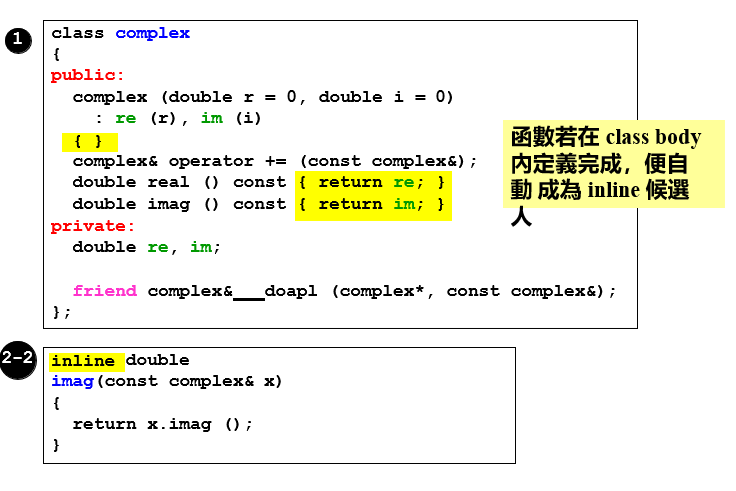 1
class complex
{
public:
  complex (double r = 0, double i = 0)
    : re (r), im (i)
  { }
  complex& operator += (const complex&);
  double real () const { return re; }
  double imag () const { return im; }
private:
  double re, im;
  friend complex&___doapl (complex*, const complex&);
};
函數若在 class body
內定義完成，便自
動 成為 inline 候選
人
2-2
inline double
imag(const complex& x)
{
  return x.imag ();
}